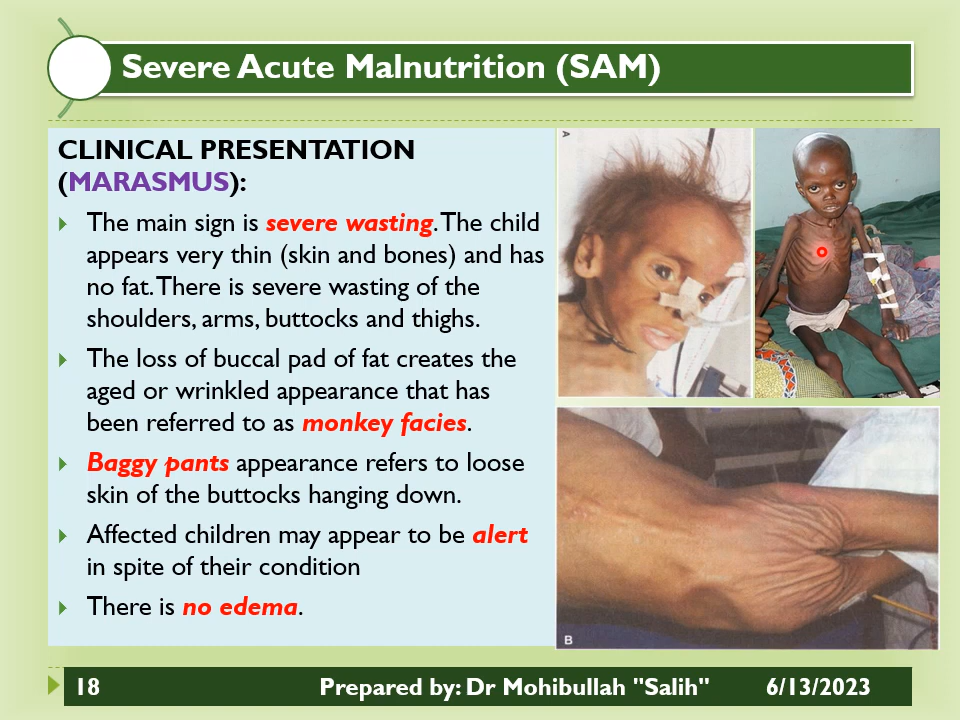 Severe Acute Malnutrition (SAM)
CLINICAL PRESENTATION
(MARASMUS):
The main sign is severe wasting. The child
appears very thin (skin and bones) and has
no fat. There is severe wasting of the
shoulders, arms, buttocks and thighs.
The loss of buccal pad of fat creates the
aged or wrinkled appearance that has
been referred to as monkey facies.
Baggy pants appearance refers to loose
skin of the buttocks hanging down.
Affected children may appear to be alert
in spite of their condition
There is no edema.
A
B
18 Prepared by: Dr Mohibullah "Salih" 6/13/2023